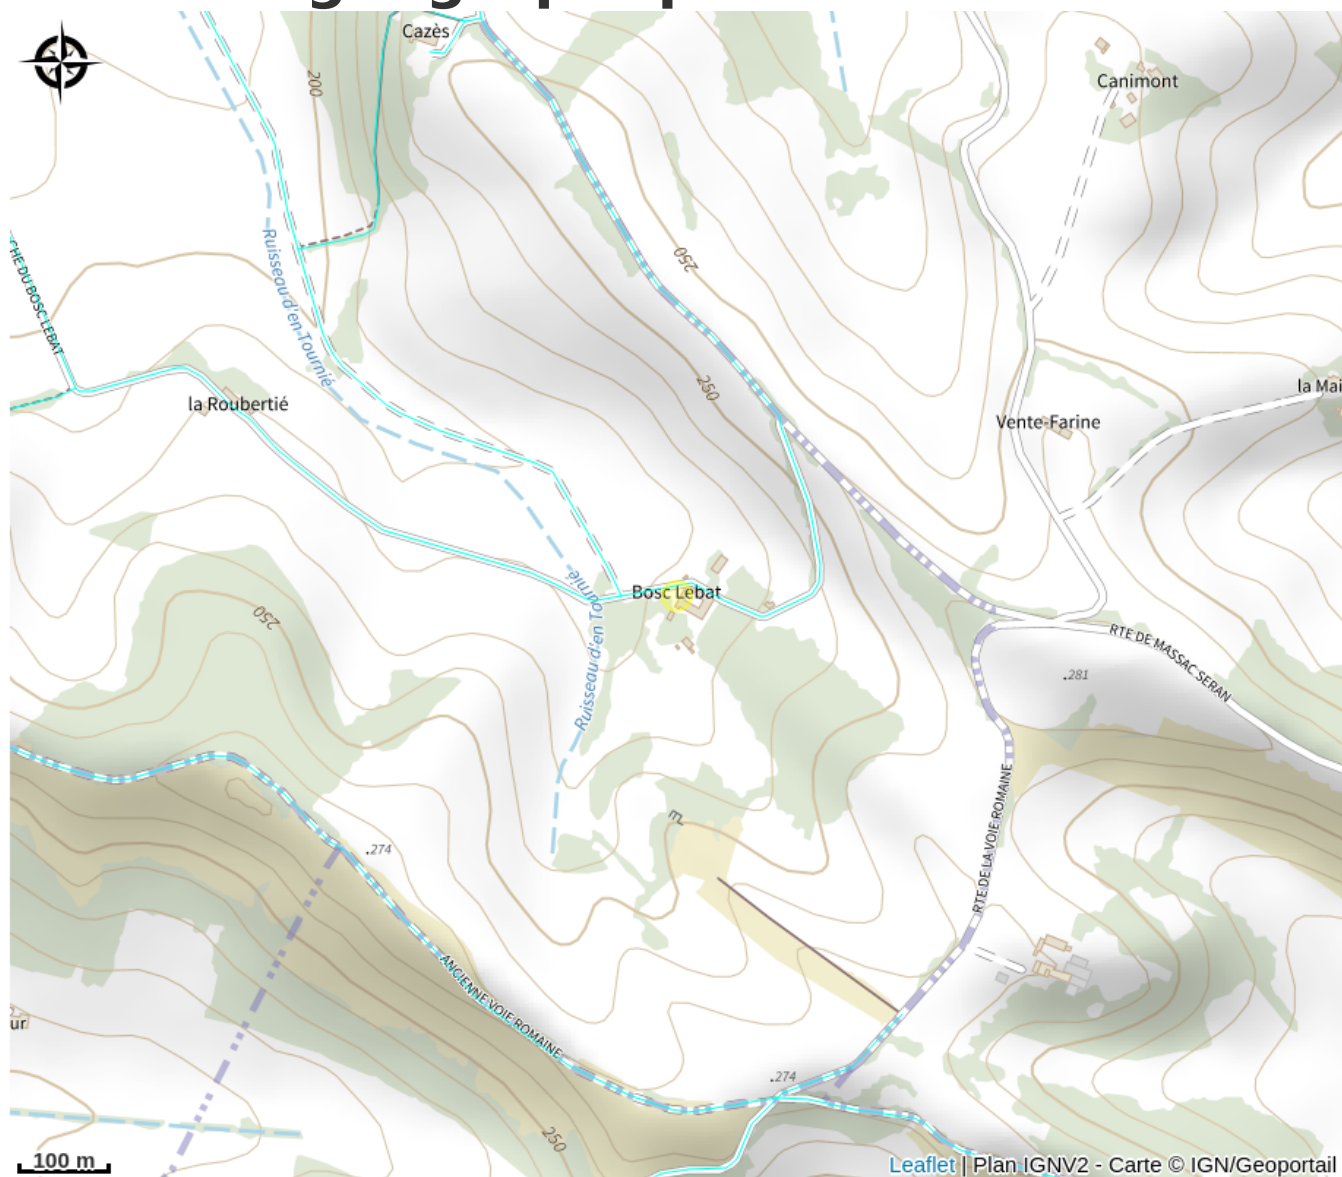 Cazès
Canimont
200
CHE DU BOSC LEBAT
Ruisseau d'en Tournié
250
250
la Mai
la Roubertié
Vente-Farine
Bosc Lebat
250
Ruisseau d'en Tournié
RTE DE MASSAC SERAN
.281
RTE DE LA VOIE ROMAINE
.274
ANCIENNE VOIE ROMAINE
ur
.274
250
100 m
Leaflet | Plan IGNV2 - Carte © IGN/Geoportail